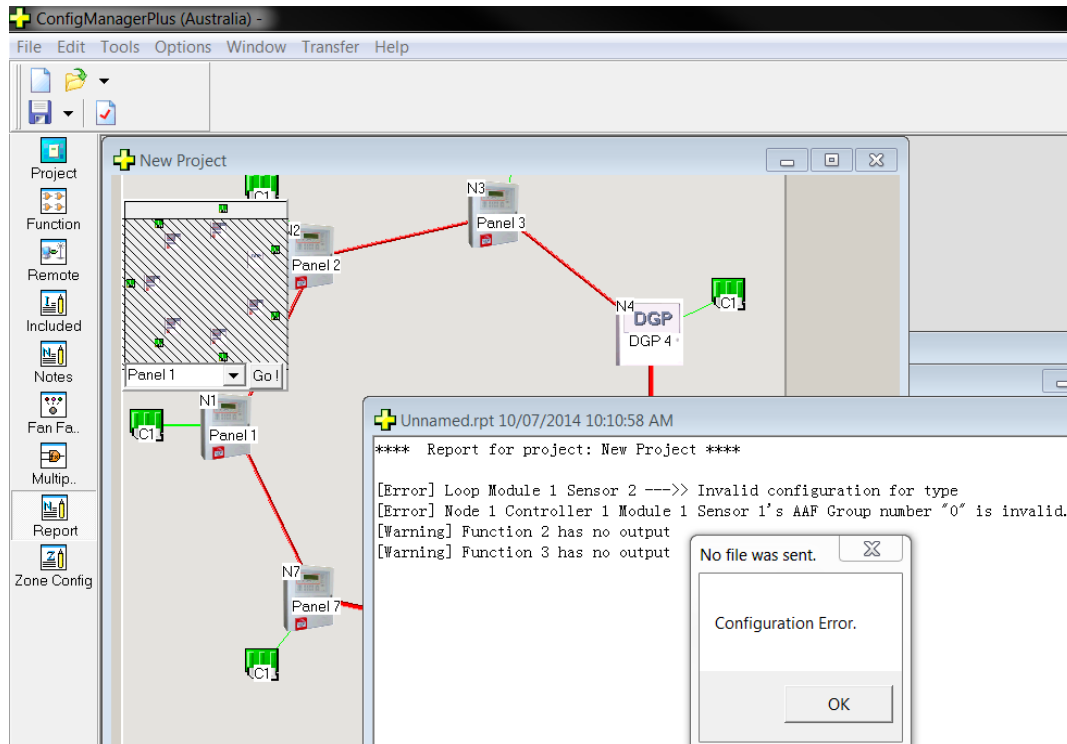 ConfigManagerPlus (Australia) -
File Edit Tools Options Window Transfer Help
Project
Function
Remote
Included
Notes
Fan Fa..
Multip..
Report
Zone Config
New Project
C1
N2
Panel 2
N3
Panel 3
N4
DGP
DGP 4
C1
Panel 1
Go!
N1
Panel 1
C1
N7
Panel 7
C1
Unnamed.rpt 10/07/2014 10:10:58 AM
**** Report for project: New Project ****
[Error] Loop Module 1 Sensor 2 --->> Invalid configuration for type
[Error] Node 1 Controller 1 Module 1 Sensor 1's AAF Group number "0" is invalid.
[Warning] Function 2 has no output
[Warning] Function 3 has no output
No file was sent.
Configuration Error.
OK